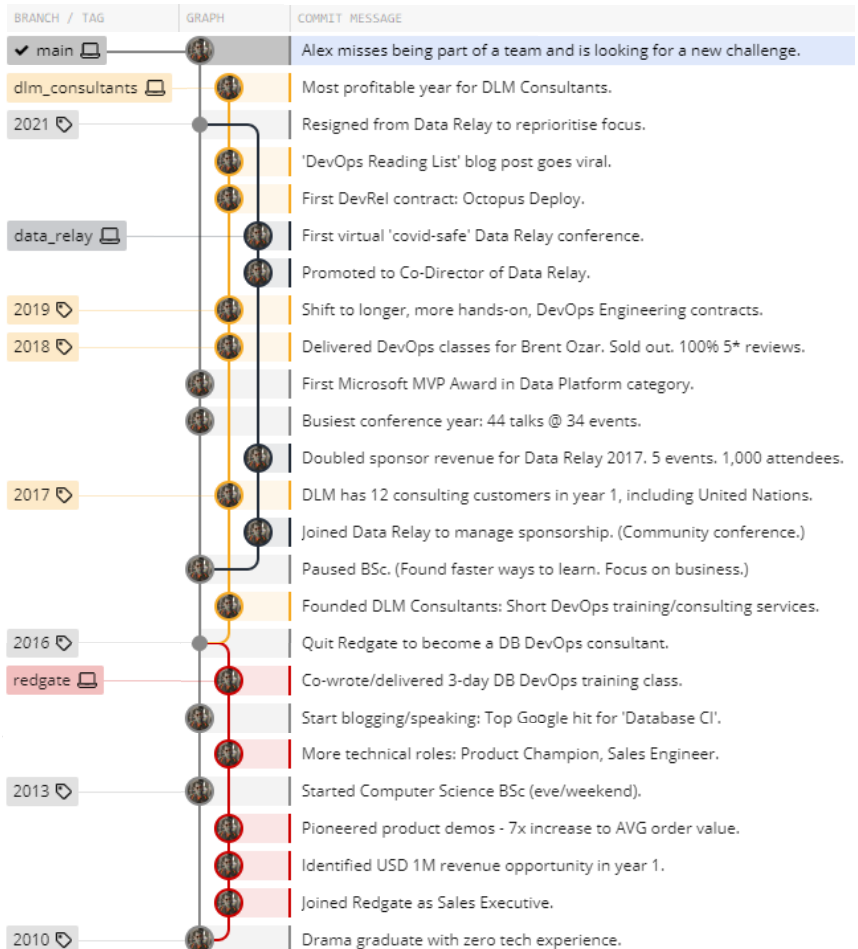 BRANCH / TAG GRAPH COMMIT MESSAGE
main Alex misses being part of a team and is looking for a new challenge.
dlm_consultants Most profitable year for DLM Consultants.
2021 Resigned from Data Relay to reprioritise focus.
'DevOps Reading List' blog post goes viral.
First DevRel contract: Octopus Deploy.
data_relay First virtual 'covid-safe' Data Relay conference.
Promoted to Co-Director of Data Relay.
2019 Shift to longer, more hands-on, DevOps Engineering contracts.
2018 Delivered DevOps classes for Brent Ozar. Sold out. 100% 5* reviews.
First Microsoft MVP Award in Data Platform category.
Busiest conference year: 44 talks @ 34 events.
Doubled sponsor revenue for Data Relay 2017. 5 events. 1,000 attendees.
2017 DLM has 12 consulting customers in year 1, including United Nations.
Joined Data Relay to manage sponsorship. (Community conference.)
Paused BSc. (Found faster ways to learn. Focus on business.)
Founded DLM Consultants: Short DevOps training/consulting services.
2016 Quit Redgate to become a DB DevOps consultant.
redgate Co-wrote/delivered 3-day DB DevOps training class.
Start blogging/speaking: Top Google hit for 'Database CI'.
More technical roles: Product Champion, Sales Engineer.
2013 Started Computer Science BSc (eve/weekend).
Pioneered product demos - 7x increase to AVG order value.
Identified USD 1M revenue opportunity in year 1.
Joined Redgate as Sales Executive.
2010 Drama graduate with zero tech experience.